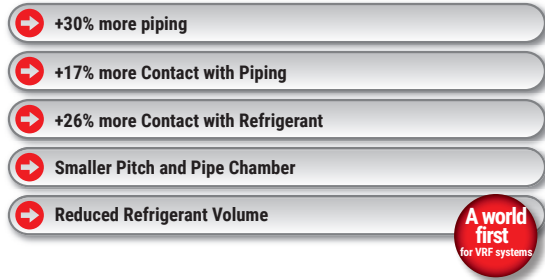 +30% more piping
+17% more Contact with Piping
+26% more Contact with Refrigerant
Smaller Pitch and Pipe Chamber
Reduced Refrigerant Volume
A world
first
for VRF systems